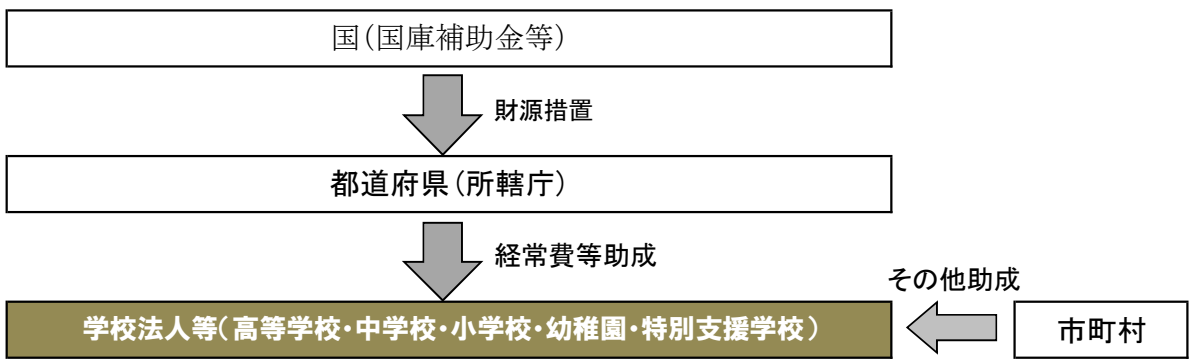 国(国庫補助金等)
財源措置
都道府県(所轄庁)
経常費等助成
その他助成
学校法人等(高等学校・中学校・小学校・幼稚園・特別支援学校)
市町村